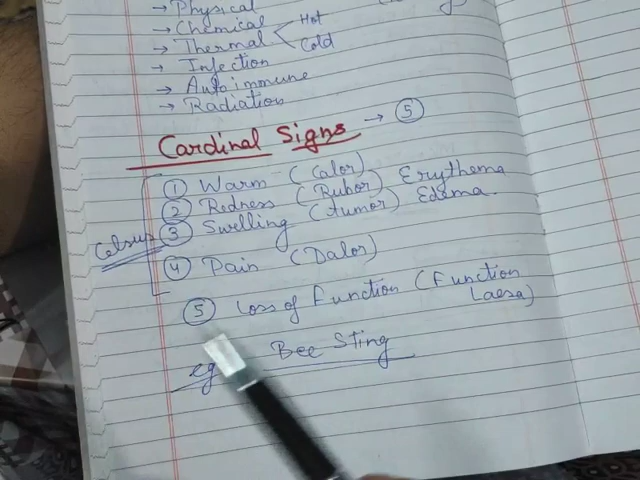 → Physical
→ Chemical
→ Thermal < Hot
Cold
→ Infection
→ Autoimmune
→ Radiation
Cardinal Signs → 5
1 Warm (Calor)
2 Redness (Rubor) Erythema
3 Swelling (tumor) Edema
Celsus
4 Pain (Dalor)
5 Loss of Function (Function
Laesa)
eg Bee Sting